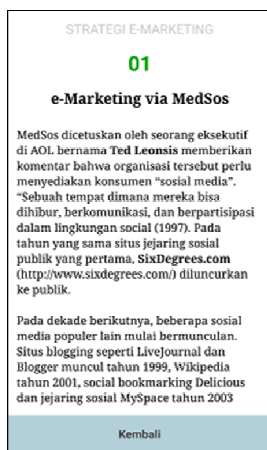 STRATEGI E-MARKETING
01
e-Marketing via MedSos
MedSos dicetuskan oleh seorang eksekutif
di AOL bernama Ted Leonsis memberikan
komentar bahwa organisasi tersebut perlu
menyediakan konsumen “sosial media”.
“Sebuah tempat dimana mereka bisa
dihibur, berkomunikasi, dan berpartisipasi
dalam lingkungan social (1997). Pada
tahun yang sama situs jejaring sosial
publik yang pertama, SixDegrees.com
(http://www.sixdegrees.com/) diluncurkan
ke publik.
Pada dekade berikutnya, beberapa sosial
media populer lain mulai bermunculan.
Situs blogging seperti LiveJournal dan
Blogger muncul tahun 1999, Wikipedia
tahun 2001, social bookmarking Delicious
dan jejaring sosial MySpace tahun 2003
Kembali